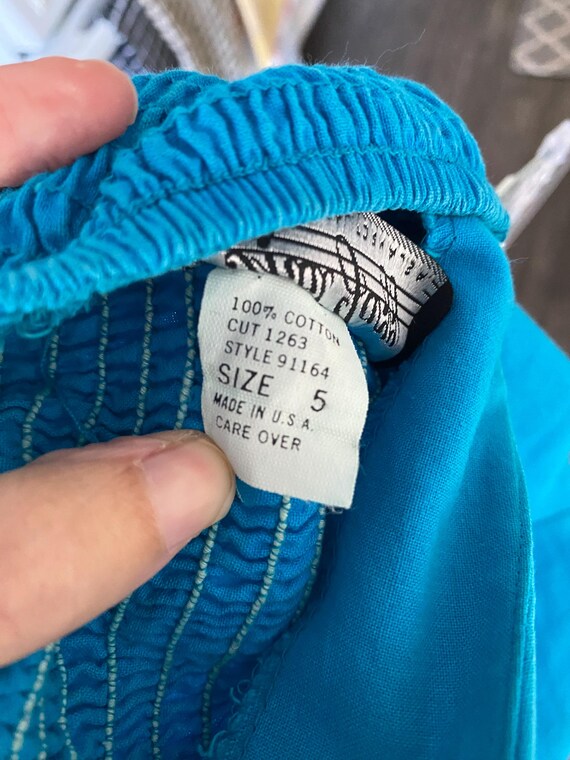 100% COTTON
CUT 1263
STYLE 91164
SIZE 5
MADE IN U.S.A.
CARE OVER